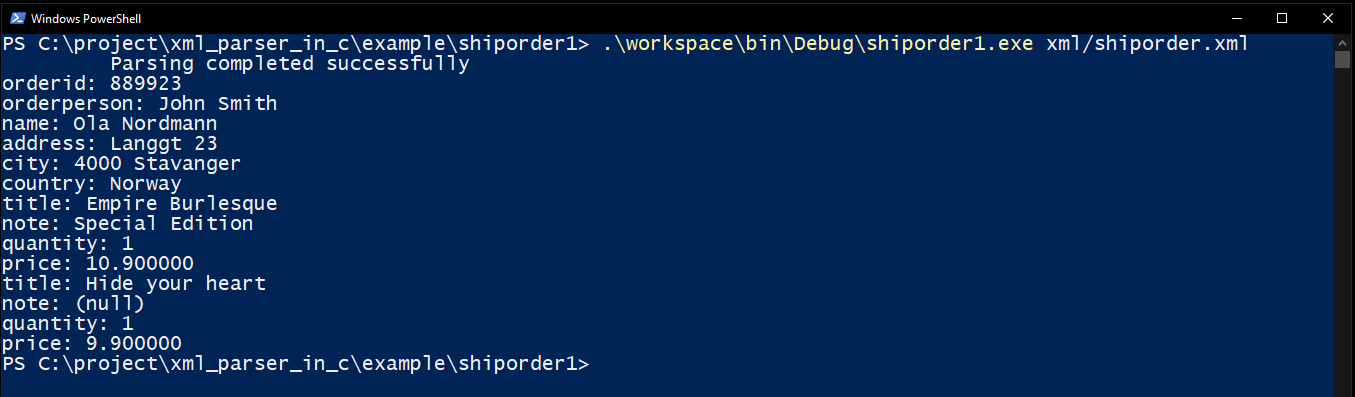 Windows PowerShell
PS C:\project\xml_parser_in_c\example\shiporder1> .\workspace\bin\Debug\shiporder1.exe xml/shiporder.xml
         Parsing completed successfully
orderid: 889923
orderperson: John Smith
name: Ola Nordmann
address: Langgt 23
city: 4000 Stavanger
country: Norway
title: Empire Burlesque
note: Special Edition
quantity: 1
price: 10.900000
title: Hide your heart
note: (null)
quantity: 1
price: 9.900000
PS C:\project\xml_parser_in_c\example\shiporder1>